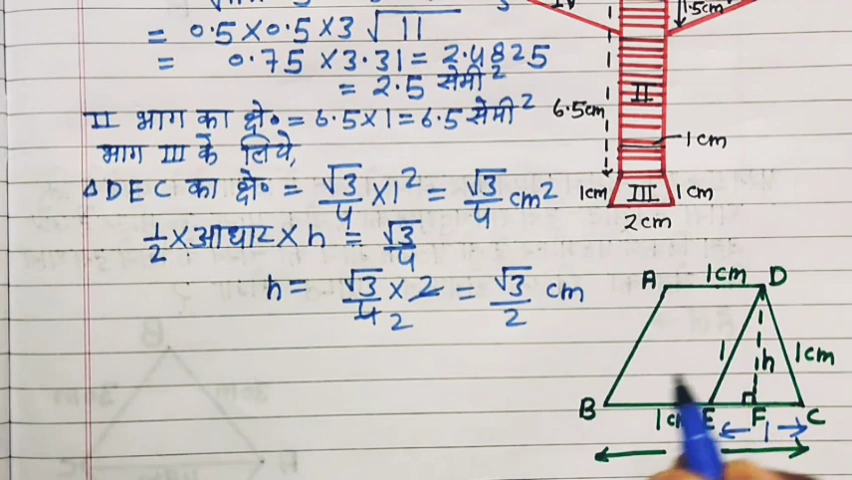 = 0.5×0.5×3 √11
= 0.75 ×3.31 = 2.4825
= 2.5 सेमी²
II भाग का क्षे॰ = 6.5×1 = 6.5 सेमी²
भाग III के लिये,
ΔDEC का क्षे॰ = √3/4 ×1² = √3/4 cm²
1/2 ×आधार × h = √3/4
h = √3/4 × 2 = √3/2 cm
2
IV
1.5cm
II
6.5cm
1cm
1cm III 1cm
2cm
A 1cm D
1 h 1cm
B E F C
1